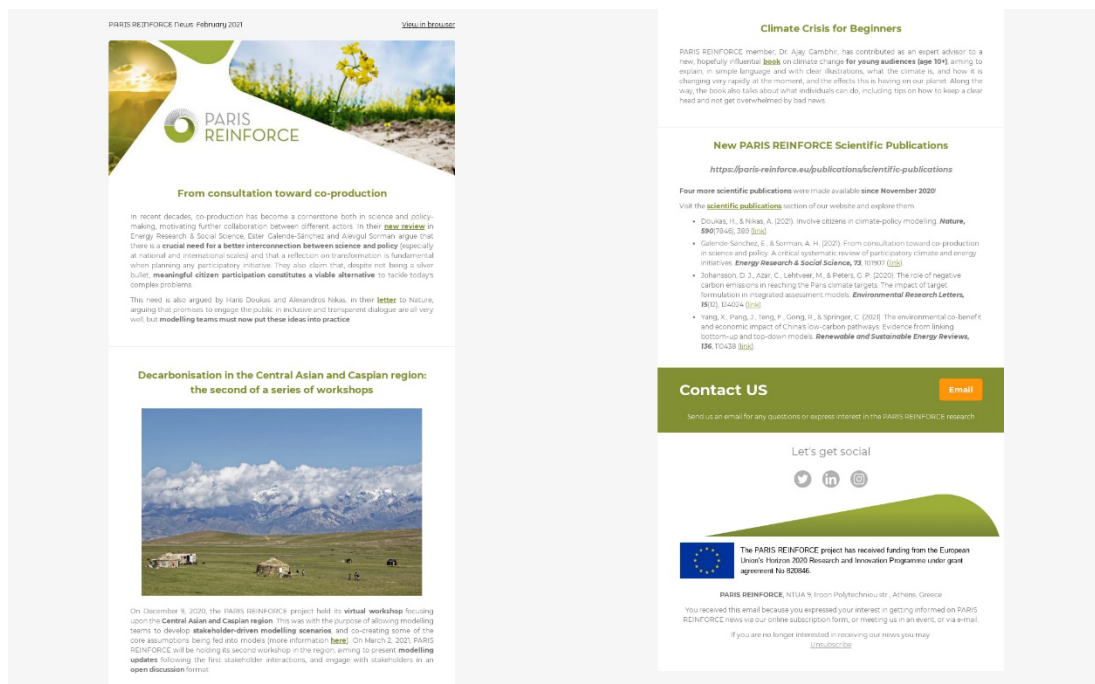 PARIS REINFORCE News: February 2021
View in browser
PARIS
REINFORCE
From consultation toward co-production
In recent decades, co-production has become a cornerstone both in science and policy-
making, motivating further collaboration between different actors. In their new review in
Energy Research & Social Science, Ester Galende-Sánchez and Alevgul Sorman argue that
there is a crucial need for a better interconnection between science and policy (especially
at national and international scales) and that a reflection on transformation is fundamental
when planning any participatory initiative. They also claim that, despite not being a silver
bullet, meaningful citizen participation constitutes a viable alternative to tackle today's
complex problems.
This need is also argued by Haris Doukas and Alexandros Nikas, in their letter to Nature,
arguing that promises to engage the public in inclusive and transparent dialogue are all very
well, but modelling teams must now put these ideas into practice.
Decarbonisation in the Central Asian and Caspian region:
the second of a series of workshops
On December 9, 2020, the PARIS REINFORCE project held its virtual workshop focusing
upon the Central Asian and Caspian region. This was with the purpose of allowing modelling
teams to develop stakeholder-driven modelling scenarios, and co-creating some of the
core assumptions being fed into models (more information here). On March 2, 2021, PARIS
REINFORCE will be holding its second workshop in the region, aiming to present modelling
updates following the first stakeholder interactions, and engage with stakeholders in an
open discussion format.
Climate Crisis for Beginners
PARIS REINFORCE member, Dr. Ajay Gambhir, has contributed as an expert advisor to a
new, hopefully influential book on climate change for young audiences (age 10+), aiming to
explain, in simple language and with clear illustrations, what the climate is, and how it is
changing very rapidly at the moment, and the effects this is having on our planet. Along the
way, the book also talks about what individuals can do, including tips on how to keep a clear
head and not get overwhelmed by bad news.
New PARIS REINFORCE Scientific Publications
https://paris-reinforce.eu/publications/scientific-publications
Four more scientific publications were made available since November 2020!
Visit the scientific publications section of our website and explore them.
• Doukas, H., & Nikas, A. (2021). Involve citizens in climate-policy modelling. Nature,
590(7846), 389 (link).
• Galende-Sánchez, E., & Sorman, A. H. (2021). From consultation toward co-production
in science and policy: A critical systematic review of participatory climate and energy
initiatives. Energy Research & Social Science, 73, 101907 (link).
• Johansson, D. J., Azar, C., Lehtveer, M., & Peters, G. P. (2020). The role of negative
carbon emissions in reaching the Paris climate targets: The impact of target
formulation in integrated assessment models. Environmental Research Letters,
15(12), 124024 (link).
• Yang, X., Pang, J., Teng, F., Gong, R., & Springer, C. (2021). The environmental co-benefit
and economic impact of China's low-carbon pathways: Evidence from linking
bottom-up and top-down models. Renewable and Sustainable Energy Reviews,
136, 110438 (link).
Contact US
Email
Send us an email for any questions or express interest in the PARIS REINFORCE research
Let's get social
The PARIS REINFORCE project has received funding from the European
Union's Horizon 2020 Research and Innovation Programme under grant
agreement No 820846.
PARIS REINFORCE, NTUA 9, Iroon Polytechniou str., Athens, Greece
You received this email because you expressed your interest in getting informed on PARIS
REINFORCE news via our online subscription form, or meeting us in an event, or via e-mail.
If you are no longer interested in receiving our news you may
Unsubscribe